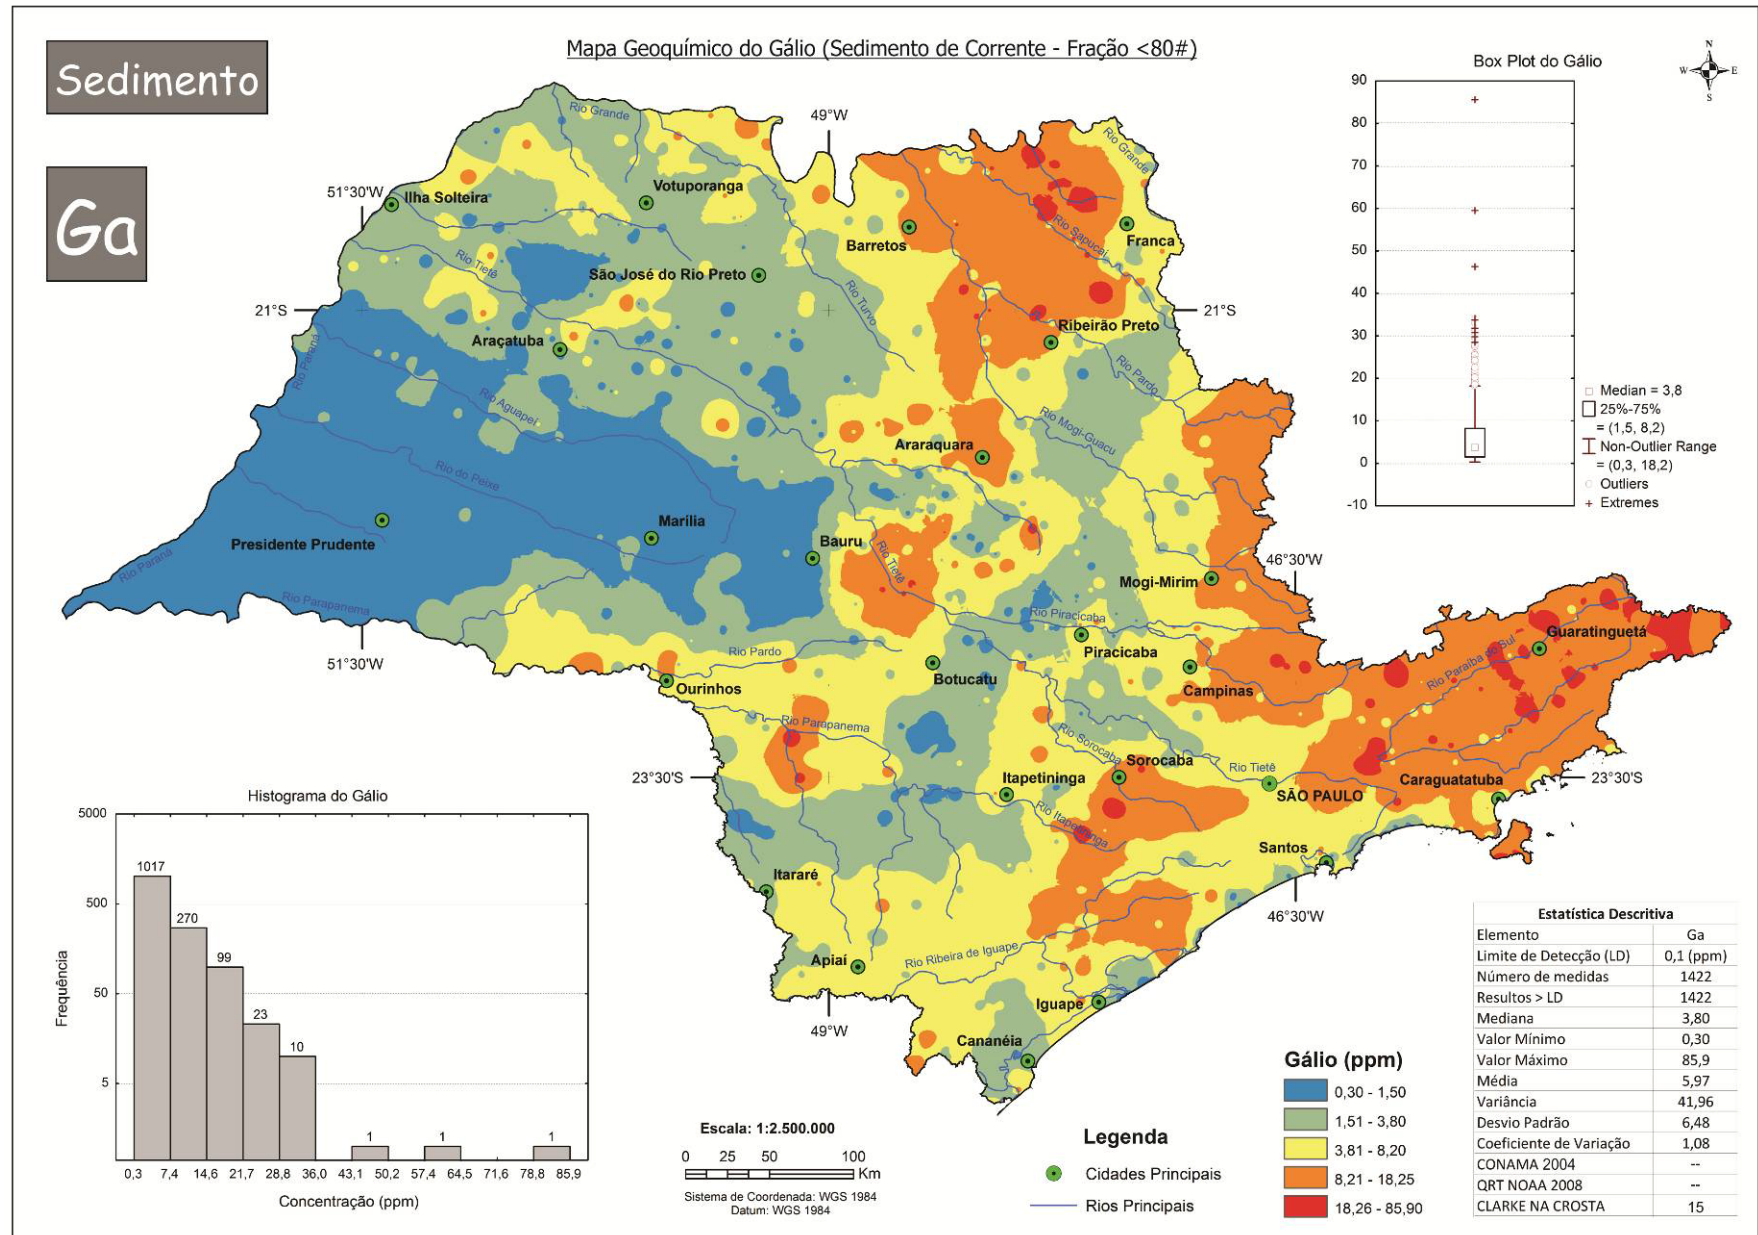 Mapa Geoquímico do Gálio (Sedimento de Corrente - Fração <80#)
Sedimento
Ga
Box Plot do Gálio
N
W
E
S
90
80
70
60
50
40
30
20
10
0
-10
Median = 3,8
25%-75%
= (1,5, 8,2)
Non-Outlier Range
= (0,3, 18,2)
Outliers
Extremes
49°W
51°30'W
21°S
21°S
46°30'W
51°30'W
23°30'S
23°30'S
46°30'W
49°W
Rio Grande
Rio Grande
Ilha Solteira
Votuporanga
Barretos
Franca
Rio Sapucaí
Rio Tietê
São José do Rio Preto
Rio Turvo
Ribeirão Preto
Araçatuba
Rio Paraná
Rio Pardo
Rio Aguapeí
Rio Mogi-Guacu
Araraquara
Rio do Peixe
Marília
Presidente Prudente
Bauru
Rio Tietê
Rio Paraná
Rio Parapanema
Mogi-Mirim
Rio Piracicaba
Piracicaba
Guaratinguetá
Rio Paraíba do Sul
Rio Pardo
Ourinhos
Botucatu
Campinas
Rio Parapanema
Rio Sorocaba
Sorocaba
Itapetininga
Rio Tietê
SÃO PAULO
Caraguatatuba
Rio Itapetininga
Santos
Itararé
Apiaí
Rio Ribeira de Iguape
Iguape
Cananéia
Histograma do Gálio
5000
500
50
5
Frequência
1017
270
99
23
10
1
1
1
0,3
7,4
14,6
21,7
28,8
36,0
43,1
50,2
57,4
64,5
71,6
78,8
85,9
Concentração (ppm)
Escala: 1:2.500.000
0 25 50 100
Km
Sistema de Coordenada: WGS 1984
Datum: WGS 1984
Legenda
Cidades Principais
Rios Principais
Gálio (ppm)
0,30 - 1,50
1,51 - 3,80
3,81 - 8,20
8,21 - 18,25
18,26 - 85,90
Estatística Descritiva
Elemento Ga
Limite de Detecção (LD) 0,1 (ppm)
Número de medidas 1422
Resultos > LD 1422
Mediana 3,80
Valor Mínimo 0,30
Valor Máximo 85,9
Média 5,97
Variância 41,96
Desvio Padrão 6,48
Coeficiente de Variação 1,08
CONAMA 2004 --
QRT NOAA 2008 --
CLARKE NA CROSTA 15